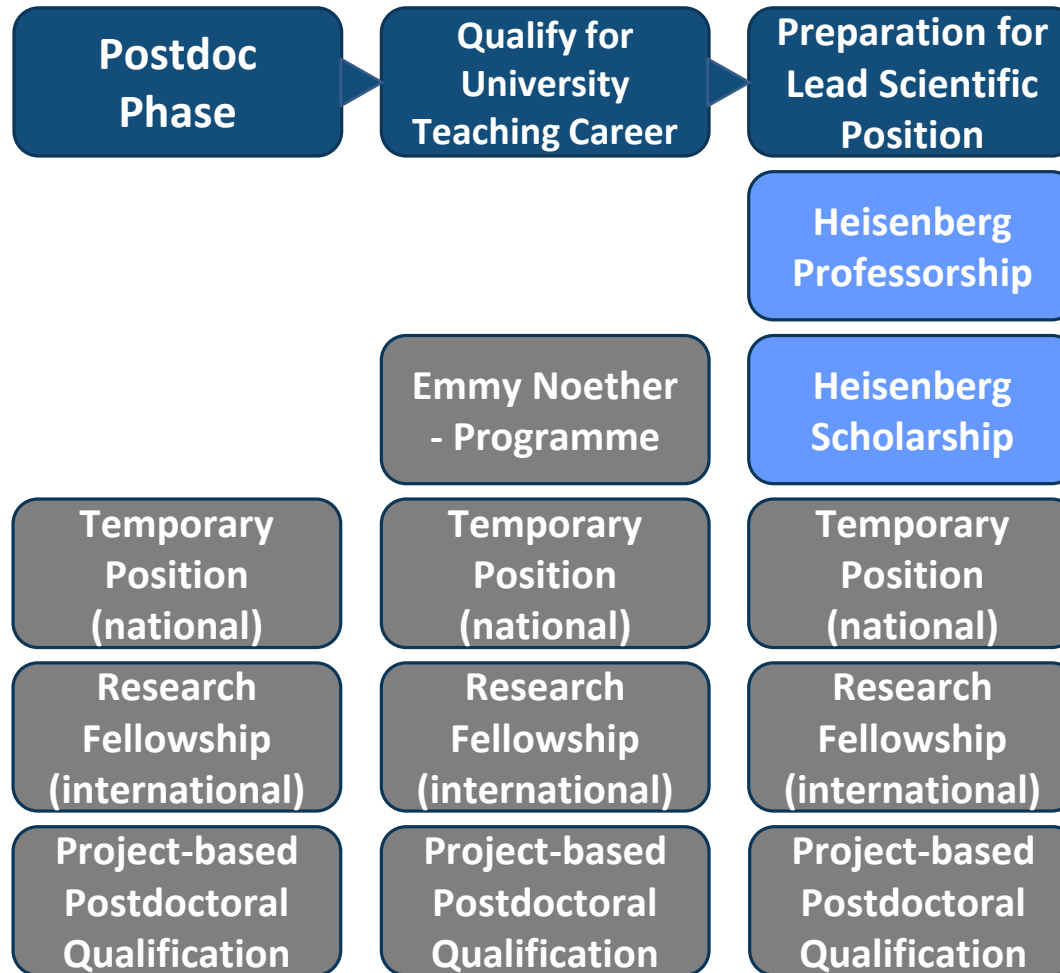 Postdoc
Phase
Qualify for
University
Teaching Career
Preparation for
Lead Scientific
Position
Heisenberg
Professorship
Emmy Noether
- Programme
Heisenberg
Scholarship
Temporary
Position
(national)
Temporary
Position
(national)
Temporary
Position
(national)
Research
Fellowship
(international)
Research
Fellowship
(international)
Research
Fellowship
(international)
Project-based
Postdoctoral
Qualification
Project-based
Postdoctoral
Qualification
Project-based
Postdoctoral
Qualification